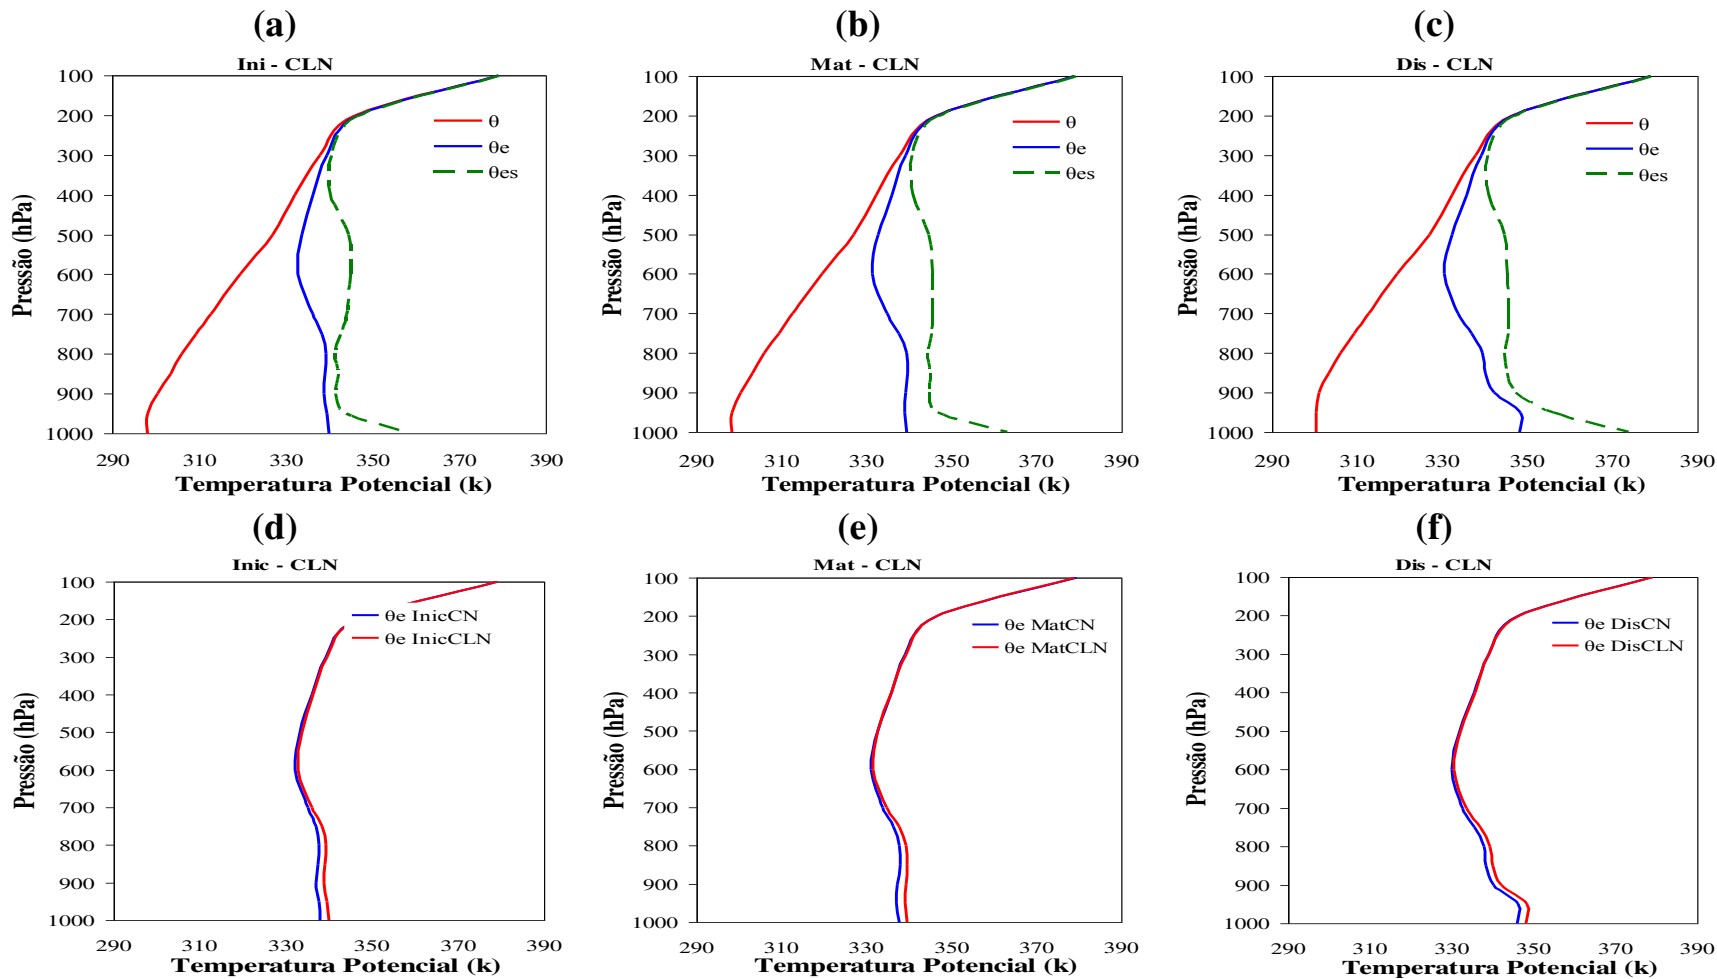 (a)
Ini - CLN
100
200
300
400
500
600
700
800
900
1000
290 310 330 350 370 390
Pressão (hPa)
Temperatura Potencial (k)
θ
θe
θes
(b)
Mat - CLN
100
200
300
400
500
600
700
800
900
1000
290 310 330 350 370 390
Pressão (hPa)
Temperatura Potencial (k)
θ
θe
θes
(c)
Dis - CLN
100
200
300
400
500
600
700
800
900
1000
290 310 330 350 370 390
Pressão (hPa)
Temperatura Potencial (k)
θ
θe
θes
(d)
Inic - CLN
100
200
300
400
500
600
700
800
900
1000
290 310 330 350 370 390
Pressão (hPa)
Temperatura Potencial (k)
θe InicCN
θe InicCLN
(e)
Mat - CLN
100
200
300
400
500
600
700
800
900
1000
290 310 330 350 370 390
Pressão (hPa)
Temperatura Potencial (k)
θe MatCN
θe MatCLN
(f)
Dis - CLN
100
200
300
400
500
600
700
800
900
1000
290 310 330 350 370 390
Pressão (hPa)
Temperatura Potencial (k)
θe DisCN
θe DisCLN